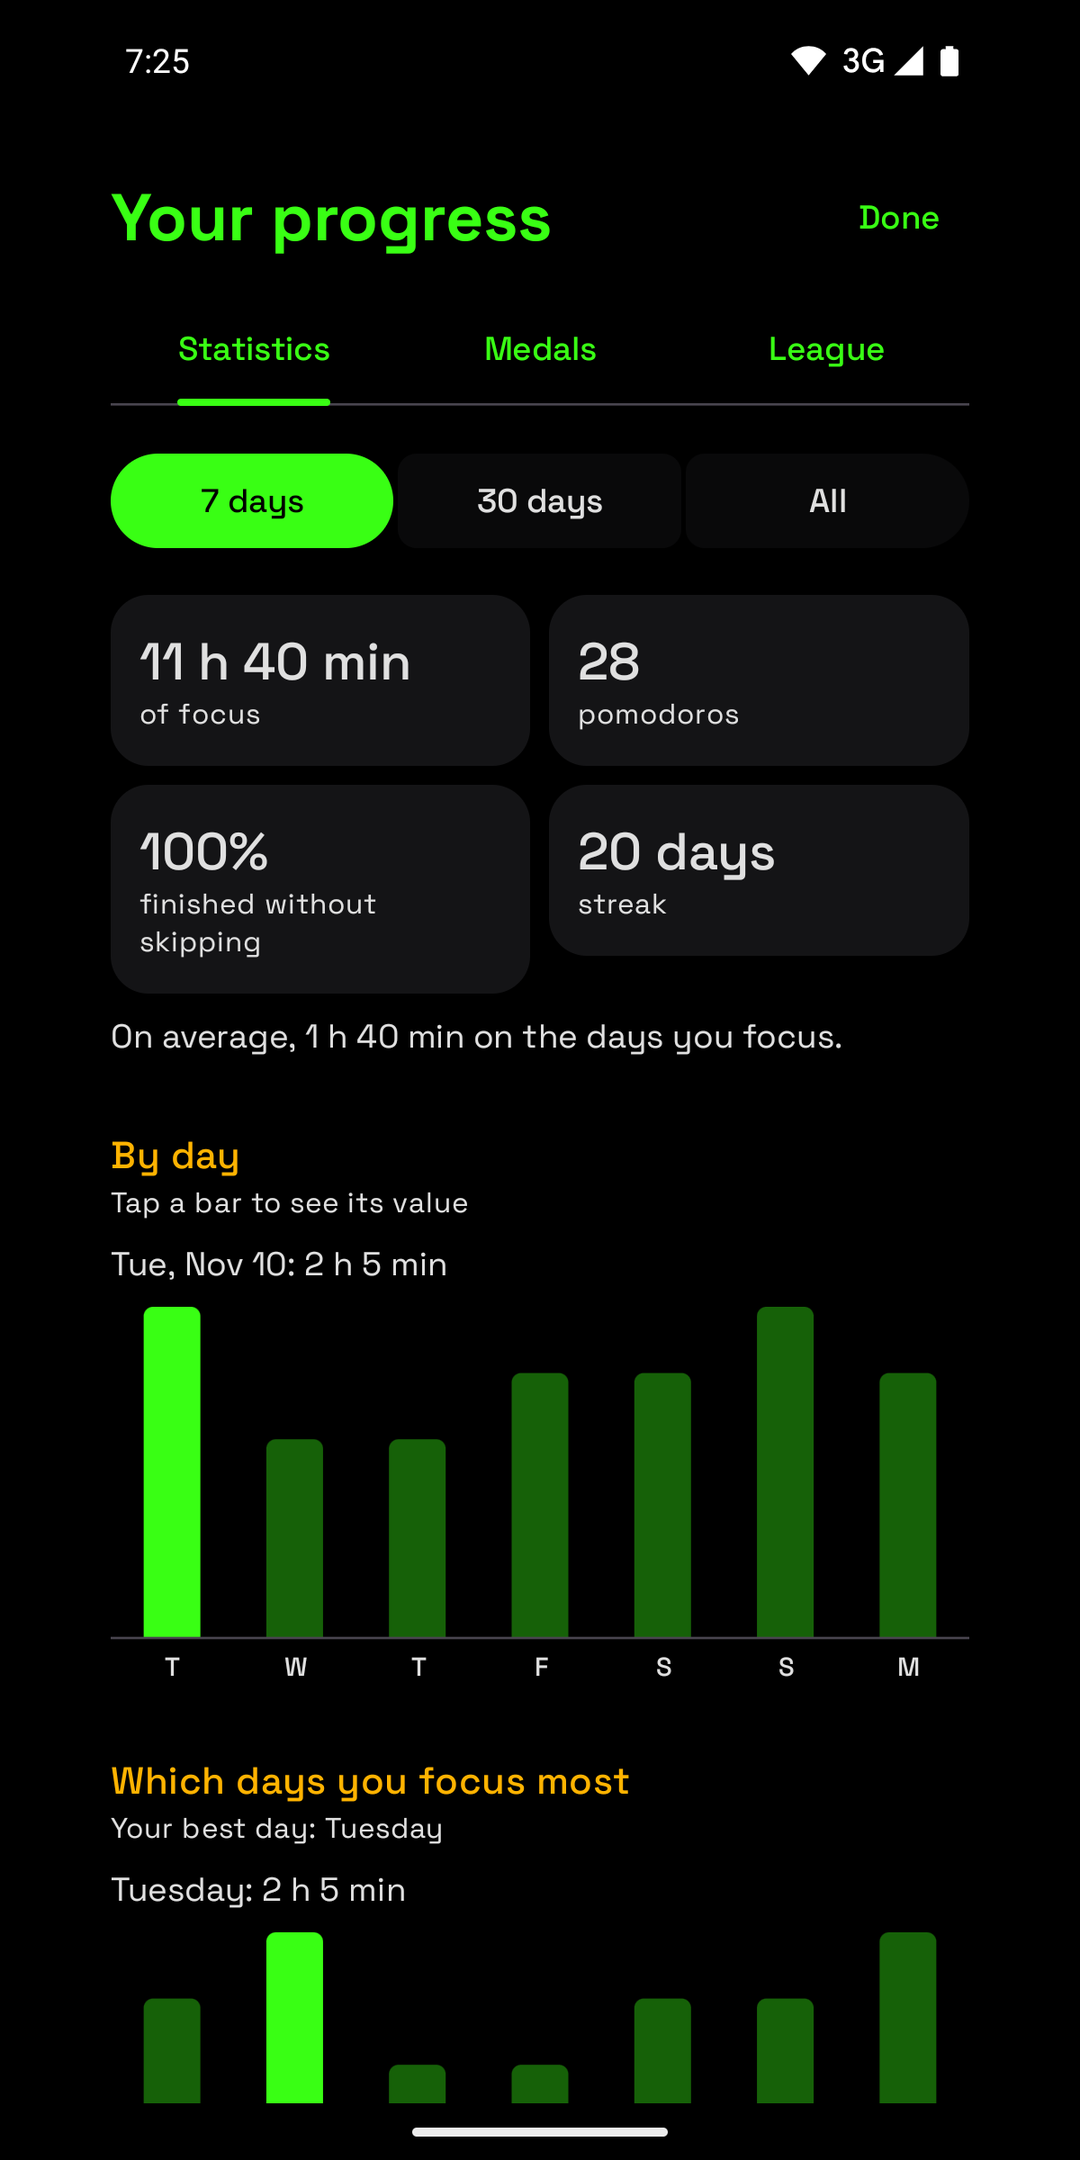 7:25
3G
Your progress
Done
Statistics
Medals
League
7 days
30 days
All
11 h 40 min
of focus
28
pomodoros
100%
finished without
skipping
20 days
streak
On average, 1 h 40 min on the days you focus.
By day
Tap a bar to see its value
Tue, Nov 10: 2 h 5 min
T W T F S S M
Which days you focus most
Your best day: Tuesday
Tuesday: 2 h 5 min